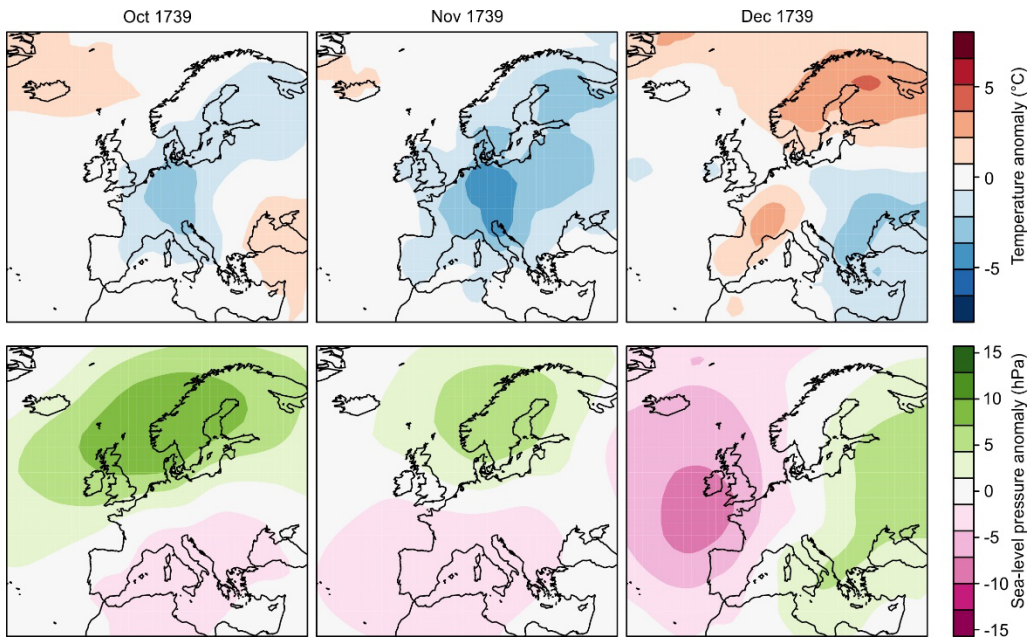 Oct 1739
Nov 1739
Dec 1739
5
0
-5
Temperature anomaly (°C)
15
10
5
0
-5
-10
-15
Sea-level pressure anomaly (hPa)